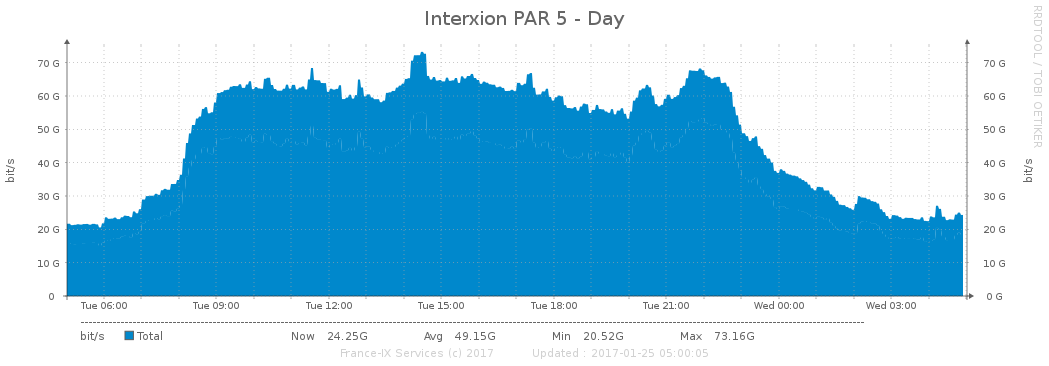 Interxion PAR 5 - Day
RRDTOOL / TOBI OETIKER
bit/s
70 G
60 G
50 G
40 G
30 G
20 G
10 G
0
70 G
60 G
50 G
40 G
30 G
20 G
10 G
0 G
bit/s
Tue 06:00 Tue 09:00 Tue 12:00 Tue 15:00 Tue 18:00 Tue 21:00 Wed 00:00 Wed 03:00
bit/s Total Now 24.25G Avg 49.15G Min 20.52G Max 73.16G
France-IX Services (c) 2017 Updated : 2017-01-25 05:00:05